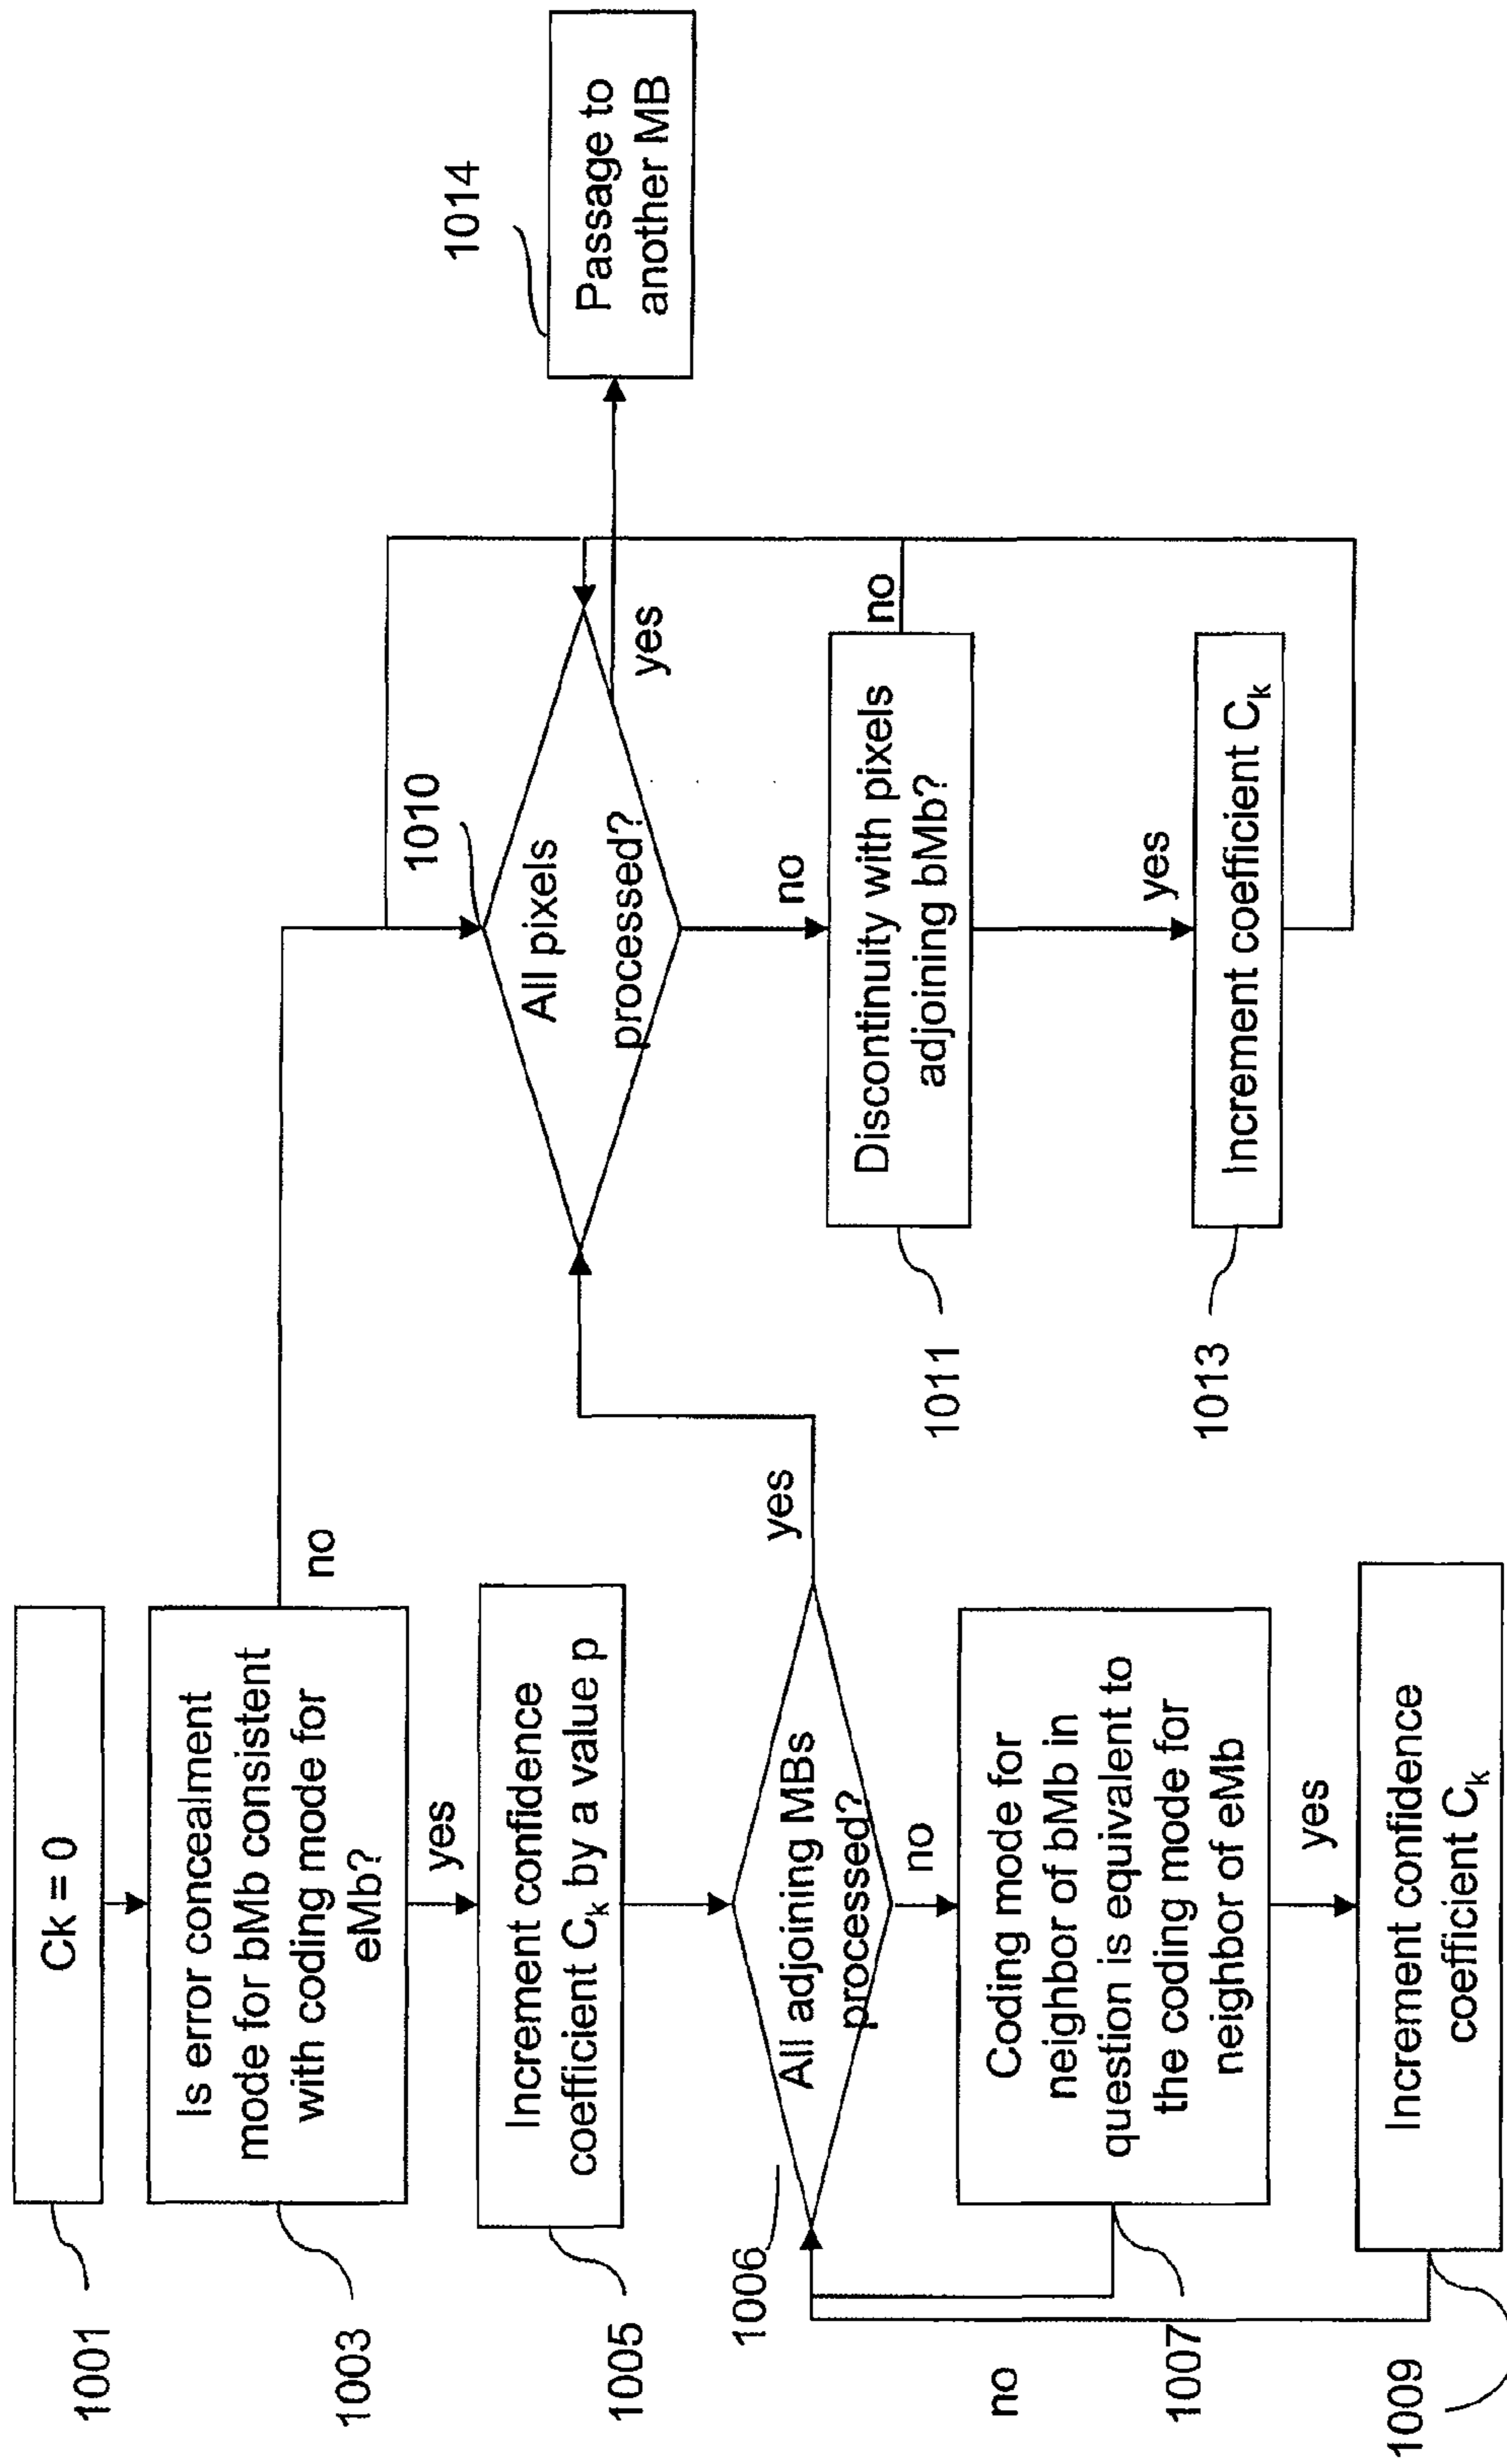 1001
Ck = 0
1003
Is error concealment
mode for bMb consistent
with coding mode for
eMb?
no
yes
1005
Increment confidence
coefficient Ck by a value p
1006
All adjoining MBs
processed?
yes
no
1007
Coding mode for
neighbor of bMb in
question is equivalent to
the coding mode for
neighbor of eMb
no
yes
1009
Increment confidence
coefficient Ck
1010
All pixels
processed?
yes
no
1011
Discontinuity with pixels
adjoining bMb?
no
yes
1013
Increment coefficient Ck
1014
Passage to
another MB